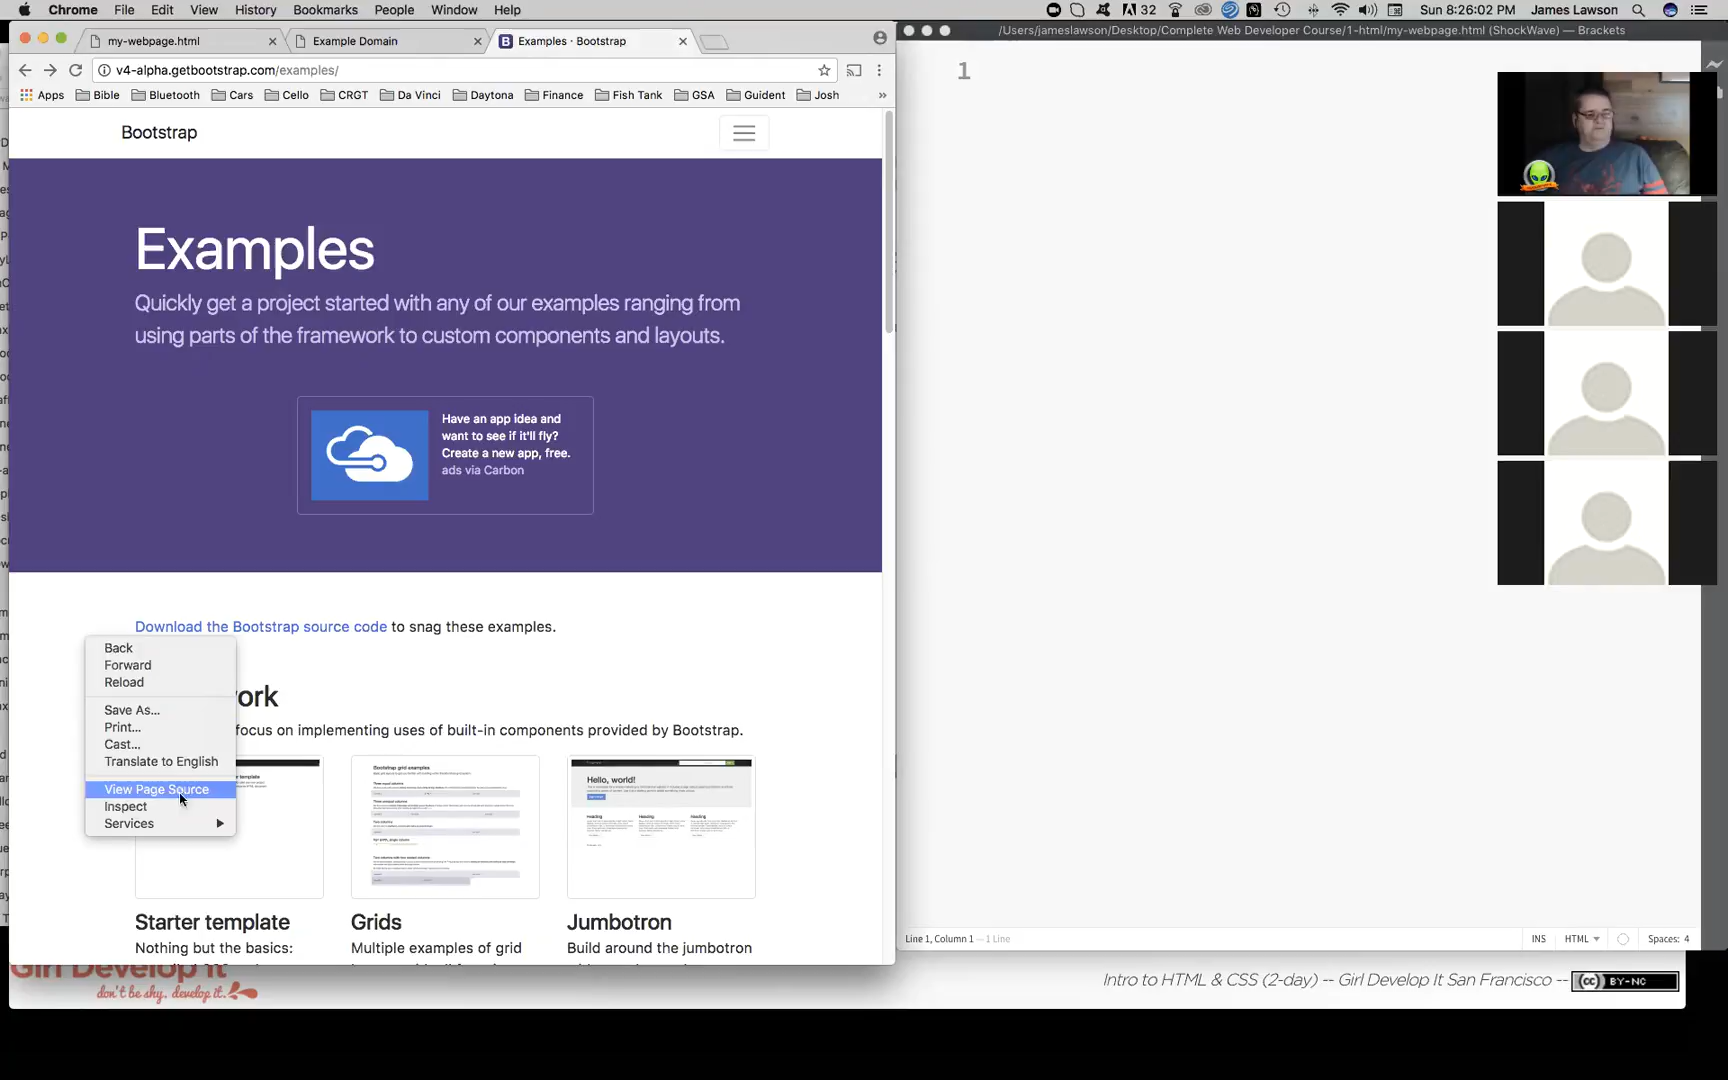 Chrome File Edit View History Bookmarks People Window Help
32 Sun 8:26:02 PM James Lawson
my-webpage.html
Example Domain
Examples · Bootstrap
v4-alpha.getbootstrap.com/examples/
Apps Bible Bluetooth Cars Cello CRGT Da Vinci Daytona Finance Fish Tank GSA Guident Josh »
/Users/jameslawson/Desktop/Complete Web Developer Course/1-html/my-webpage.html (ShockWave) — Brackets
1
Bootstrap
Examples
Quickly get a project started with any of our examples ranging from
using parts of the framework to custom components and layouts.
Have an app idea and
want to see if it'll fly?
Create a new app, free.
ads via Carbon
Download the Bootstrap source code to snag these examples.
Back
Forward
Reload
Save As...
Print...
Cast...
Translate to English
View Page Source
Inspect
Services
ork
focus on implementing uses of built-in components provided by Bootstrap.
Bootstrap grid examples
Hello, world!
Heading Heading Heading
Starter template
Nothing but the basics:
Grids
Multiple examples of grid
Jumbotron
Build around the jumbotron
Line 1, Column 1 — 1 Line
INS HTML Spaces: 4
Girl Develop It
don't be shy. develop it.
Intro to HTML & CSS (2-day) -- Girl Develop It San Francisco --
cc BY-NC